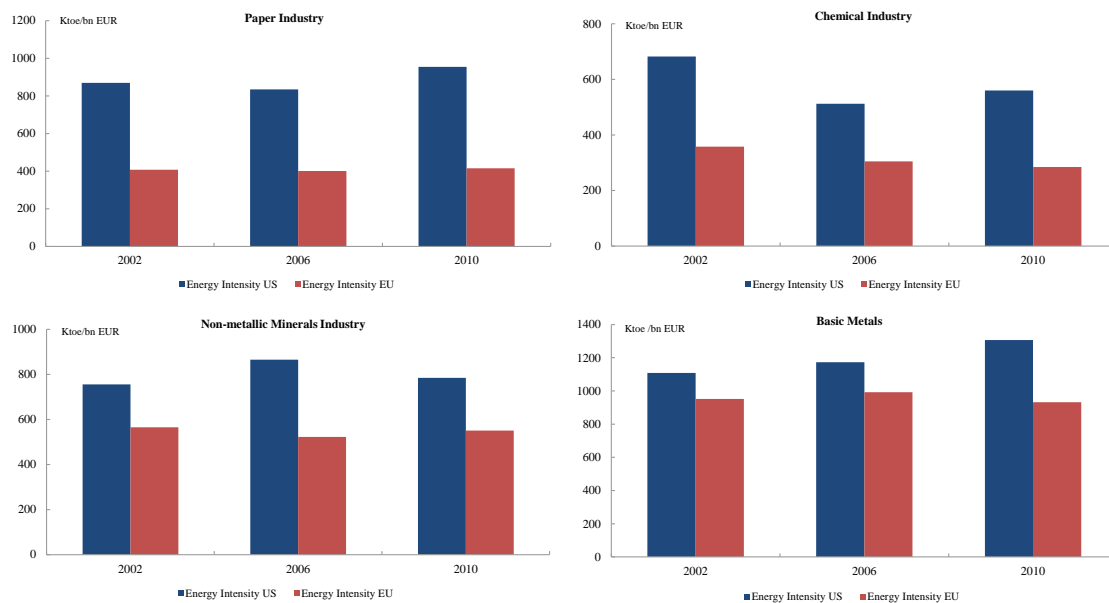 Paper Industry
Ktoe/bn EUR
1200
1000
800
600
400
200
0
2002 2006 2010
Energy Intensity US Energy Intensity EU
Chemical Industry
Ktoe/bn EUR
800
600
400
200
0
2002 2006 2010
Energy Intensity US Energy Intensity EU
Non-metallic Minerals Industry
Ktoe/bn EUR
1000
800
600
400
200
0
2002 2006 2010
Energy Intensity US Energy Intensity EU
Basic Metals
Ktoe /bn EUR
1400
1200
1000
800
600
400
200
0
2002 2006 2010
Energy Intensity US Energy Intensity EU